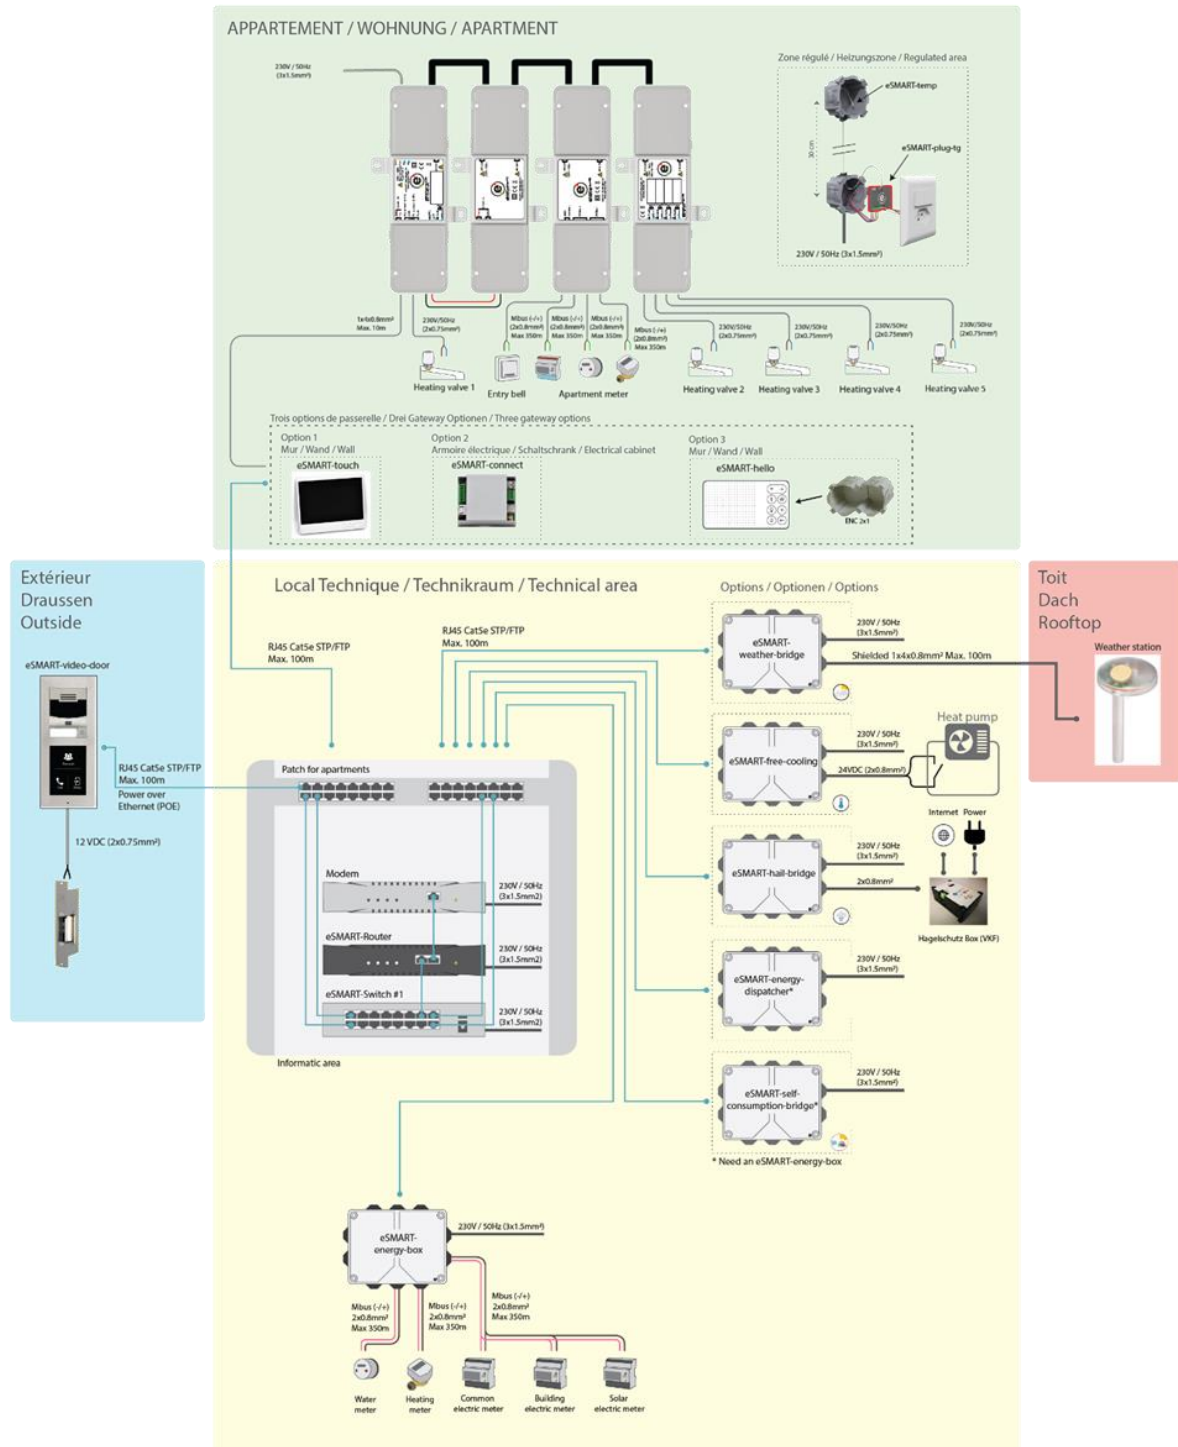 APPARTEMENT / WOHNUNG / APARTMENT
230V / 50Hz
(3x1.5mm²)
Zone régulé / Heizungszone / Regulated area
eSMART-temp
30 cm
eSMART-plug-tg
230V / 50Hz (3x1.5mm²)
1x4x0.8mm²
Max. 10m
230V/50Hz
(2x0.75mm²)
Heating valve 1
Mbus (-/+)
(2x0.8mm²)
Max 350m
Mbus (-/+)
(2x0.8mm²)
Max 350m
Mbus (-/+)
(2x0.8mm²)
Max 350m
Mbus (-/+)
(2x0.8mm²)
Max 350m
Entry bell
Apartment meter
230V/50Hz
(2x0.75mm²)
Heating valve 2
230V/50Hz
(2x0.75mm²)
Heating valve 3
230V/50Hz
(2x0.75mm²)
Heating valve 4
230V/50Hz
(2x0.75mm²)
Heating valve 5
Trois options de passerelle / Drei Gateway Optionen / Three gateway options
Option 1
Mur / Wand / Wall
eSMART-touch
Option 2
Armoire électrique / Schaltschrank / Electrical cabinet
eSMART-connect
Option 3
Mur / Wand / Wall
eSMART-hello
ENC 2x1
Extérieur
Draussen
Outside
eSMART-video-door
RJ45 Cat5e STP/FTP
Max. 100m
Power over
Ethernet (POE)
12 VDC (2x0.75mm²)
Local Technique / Technikraum / Technical area
RJ45 Cat5e STP/FTP
Max. 100m
RJ45 Cat5e STP/FTP
Max. 100m
Patch for apartments
Modem
230V / 50Hz
(3x1.5mm2)
eSMART-Router
230V / 50Hz
(3x1.5mm2)
eSMART-Switch #1
230V / 50Hz
(3x1.5mm2)
Informatic area
Options / Optionen / Options
eSMART-
weather-bridge
230V / 50Hz
(3x1.5mm²)
Shielded 1x4x0.8mm² Max. 100m
eSMART-free-cooling
230V / 50Hz
(3x1.5mm²)
24VDC (2x0.8mm²)
Heat pump
eSMART-hail-bridge
230V / 50Hz
(3x1.5mm²)
2x0.8mm²
Internet
Power
Hagelschutz Box (VKF)
eSMART-energy-
dispatcher*
230V / 50Hz
(3x1.5mm²)
eSMART-self-
consumption-bridge*
230V / 50Hz
(3x1.5mm²)
* Need an eSMART-energy-box
Toit
Dach
Rooftop
Weather station
eSMART-
energy-box
230V / 50Hz (3x1.5mm²)
Mbus (-/+)
2x0.8mm²
Max 350m
Mbus (-/+)
2x0.8mm²
Max 350m
Mbus (-/+)
2x0.8mm²
Max 350m
Water
meter
Heating
meter
Common
electric meter
Building
electric meter
Solar
electric meter